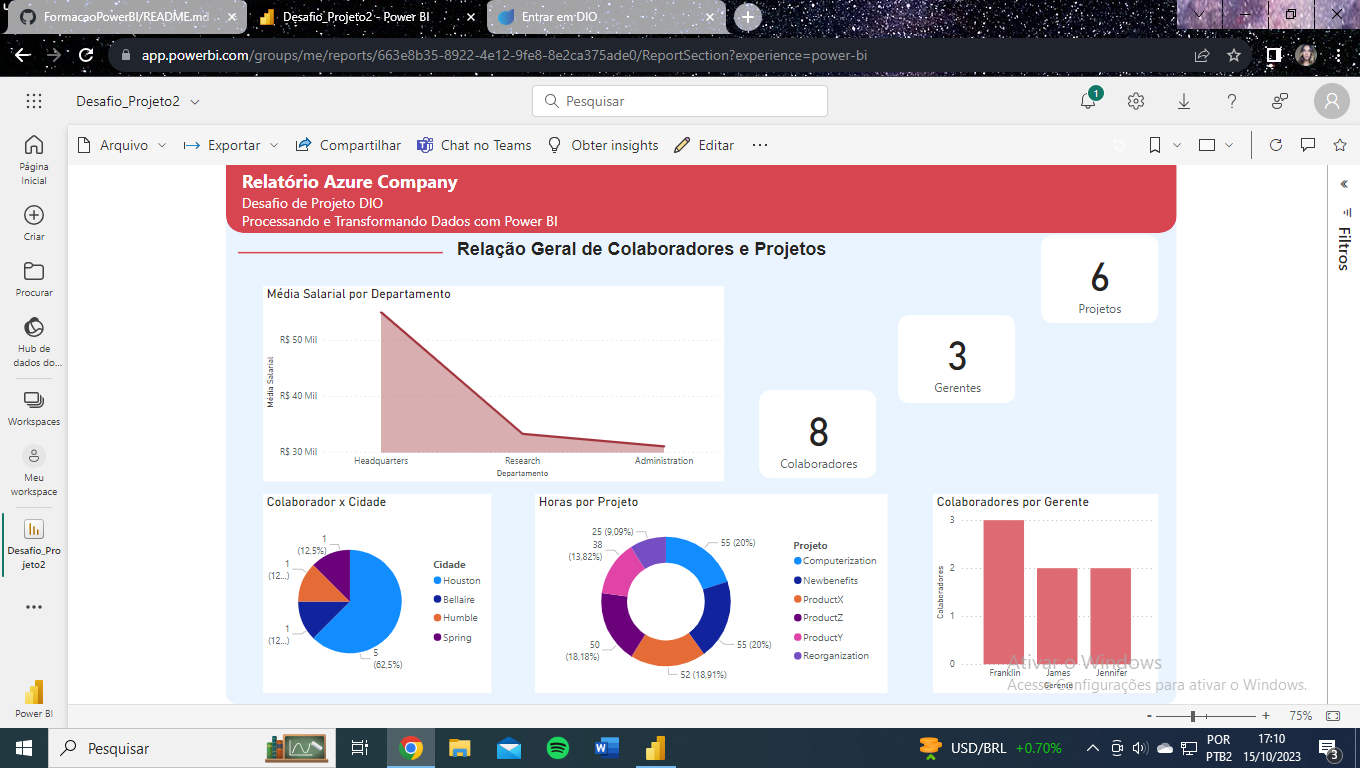 FormacaoPowerBI/README.md
Desafio_Projeto2 - Power BI
Entrar em DIO
app.powerbi.com/groups/me/reports/663e8b35-8922-4e12-9fe8-8e2ca375ade0/ReportSection?experience=power-bi
Desafio_Projeto2
Pesquisar
1
Arquivo
Exportar
Compartilhar
Chat no Teams
Obter insights
Editar
Página
Inicial
Criar
Procurar
Hub de
dados do...
Workspaces
Meu
workspace
Desafio_Pro
jeto2
Power BI
Filtros
Relatório Azure Company
Desafio de Projeto DIO
Processando e Transformando Dados com Power BI
Relação Geral de Colaboradores e Projetos
6
Projetos
3
Gerentes
8
Colaboradores
Média Salarial por Departamento
Média Salarial
R$ 50 Mil
R$ 40 Mil
R$ 30 Mil
Headquarters
Research
Administration
Departamento
Colaborador x Cidade
1
(12.5%)
1
(12...)
1
(12...)
5
(62.5%)
Cidade
Houston
Bellaire
Humble
Spring
Horas por Projeto
25 (9,09%)
38
(13,82%)
50
(18,18%)
55 (20%)
55 (20%)
52 (18,91%)
Projeto
Computerization
Newbenefits
ProductX
ProductZ
ProductY
Reorganization
Colaboradores por Gerente
Colaboradores
3
2
1
0
Franklin
James
Jennifer
Gerente
Ativar o Windows
Acesse Configurações para ativar o Windows.
- + 75%
Pesquisar
USD/BRL +0.70%
POR
PTB2
17:10
15/10/2023
3